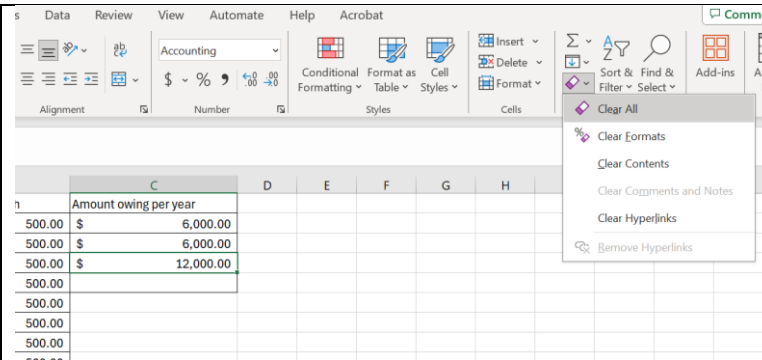 s Data Review View Automate Help Acrobat Comm
ab Accounting Insert Σ A
Z
$ % 9 .00 Conditional Format as Cell Delete Sort & Find & Add-ins
Formatting Table Styles Format Filter Select
Alignment Number Styles Cells
Clear All
Clear Formats
Clear Contents
Clear Comments and Notes
Clear Hyperlinks
Remove Hyperlinks
C D E F G H
h Amount owing per year
500.00 $ 6,000.00
500.00 $ 6,000.00
500.00 $ 12,000.00
500.00
500.00
500.00
500.00